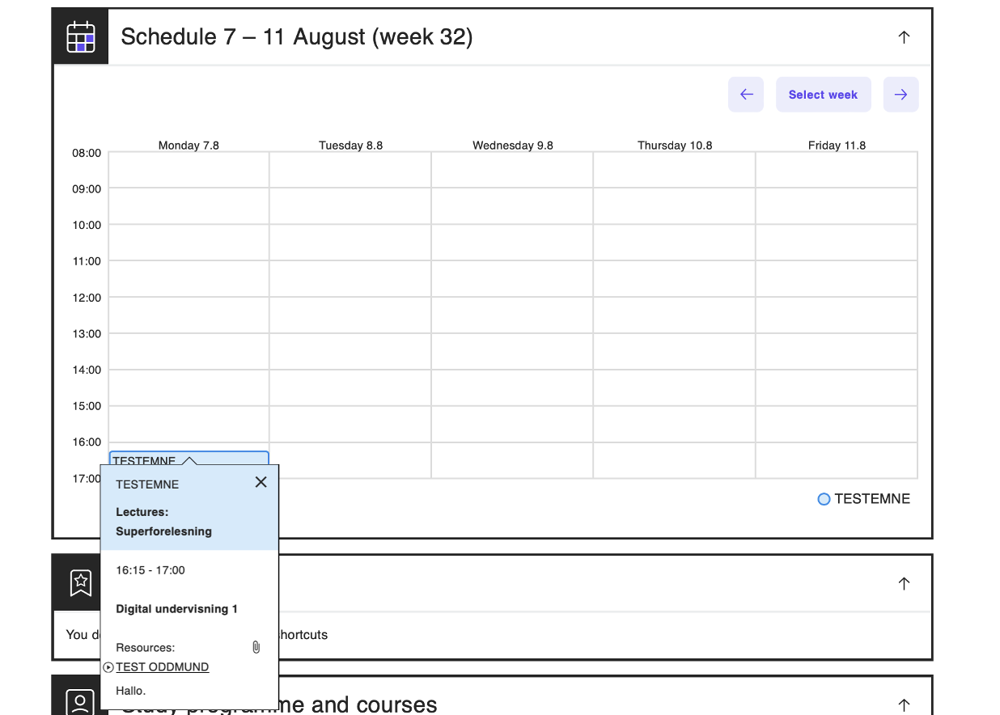 Schedule 7 – 11 August (week 32)
Select week
Monday 7.8
Tuesday 8.8
Wednesday 9.8
Thursday 10.8
Friday 11.8
08:00
09:00
10:00
11:00
12:00
13:00
14:00
15:00
16:00
17:00
TESTEMNE
TESTEMNE
Lectures:
Superforelesning
16:15 - 17:00
Digital undervisning 1
Resources:
TEST ODDMUND
Hallo.
TESTEMNE
You
shortcuts
Study programme and courses